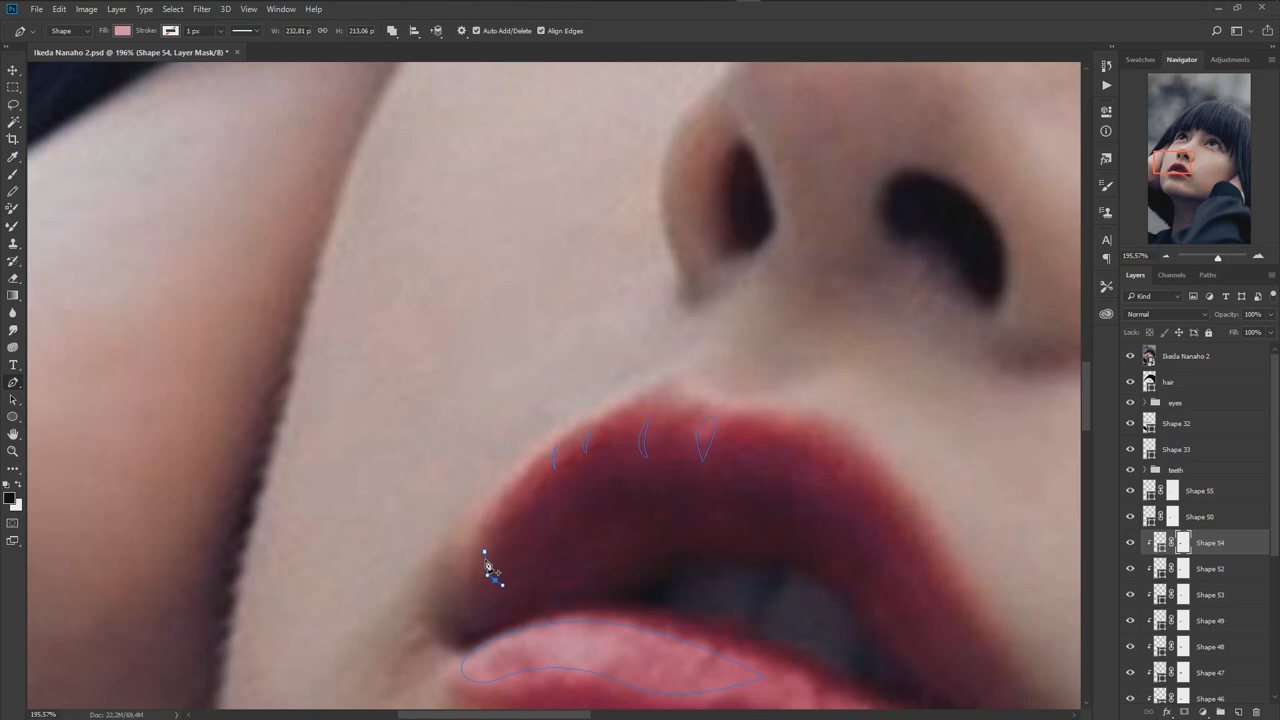 Ps File Edit Image Layer Type Select Filter 3D View Window Help
Shape Fill: Stroke: 1 px W: 232,81 p H: 213,06 p Auto Add/Delete Align Edges
Ikeda Nanaho 2.psd @ 196% (Shape 54, Layer Mask/8) * ×
Swatches Navigator Adjustments
195,57%
Layers Channels Paths
Kind
Normal Opacity: 100%
Lock: Fill: 100%
Ikeda Nanaho 2
hair
eyes
Shape 32
Shape 33
teeth
Shape 55
Shape 50
Shape 54
Shape 52
Shape 53
Shape 49
Shape 48
Shape 47
Shape 46
195,57% Doc: 22,2M/69,4M